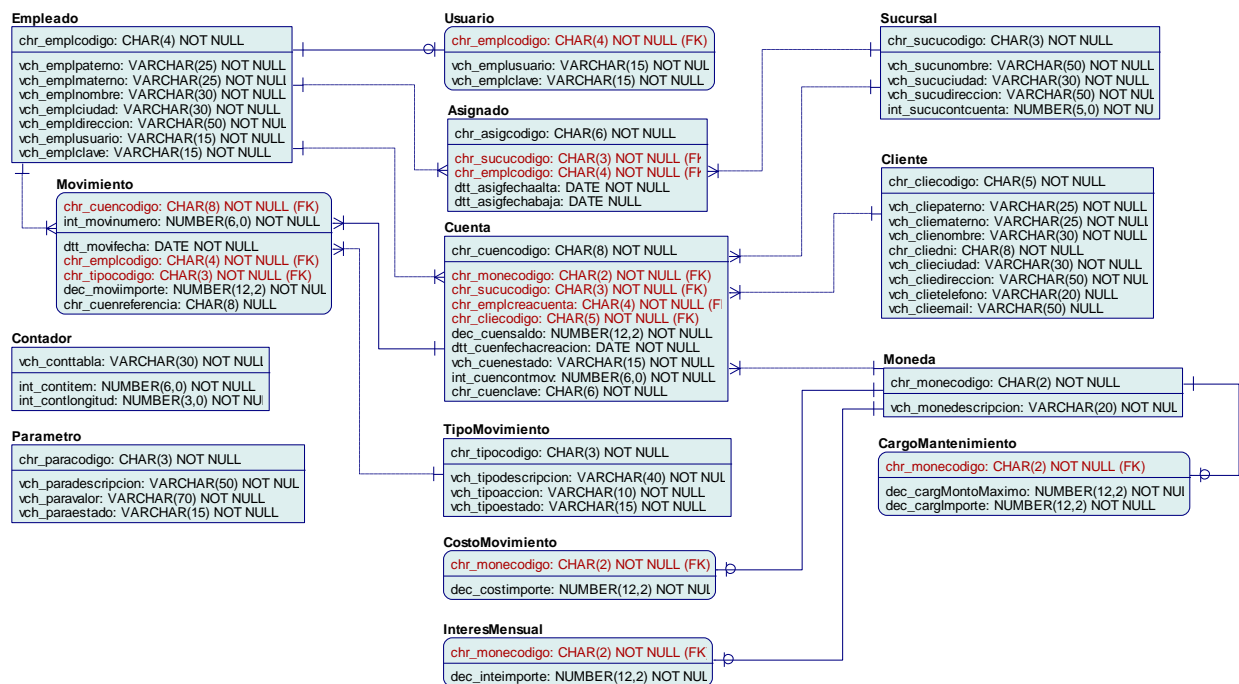 Empleado
chr_emplcodigo: CHAR(4) NOT NULL
vch_emplpaterno: VARCHAR(25) NOT NULL
vch_emplmaterno: VARCHAR(25) NOT NULL
vch_emplnombre: VARCHAR(30) NOT NULL
vch_emplciudad: VARCHAR(30) NOT NULL
vch_empldireccion: VARCHAR(50) NOT NUL
vch_emplusuario: VARCHAR(15) NOT NULL
vch_emplclave: VARCHAR(15) NOT NULL
Usuario
chr_emplcodigo: CHAR(4) NOT NULL (FK)
vch_emplusuario: VARCHAR(15) NOT NUL
vch_emplclave: VARCHAR(15) NOT NULL
Sucursal
chr_sucucodigo: CHAR(3) NOT NULL
vch_sucunombre: VARCHAR(50) NOT NULL
vch_sucuciudad: VARCHAR(30) NOT NULL
vch_sucudireccion: VARCHAR(50) NOT NUL
int_sucucontcuenta: NUMBER(5,0) NOT NU
Asignado
chr_asigcodigo: CHAR(6) NOT NULL
chr_sucucodigo: CHAR(3) NOT NULL (FK
chr_emplcodigo: CHAR(4) NOT NULL (FK
dtt_asigfechaalta: DATE NOT NULL
dtt_asigfechabaja: DATE NULL
Movimiento
chr_cuencodigo: CHAR(8) NOT NULL (FK)
int_movinumero: NUMBER(6,0) NOT NULL
dtt_movifecha: DATE NOT NULL
chr_emplcodigo: CHAR(4) NOT NULL (FK)
chr_tipocodigo: CHAR(3) NOT NULL (FK)
dec_moviimporte: NUMBER(12,2) NOT NUL
chr_cuenreferencia: CHAR(8) NULL
Cliente
chr_cliecodigo: CHAR(5) NOT NULL
vch_cliepaterno: VARCHAR(25) NOT NULL
vch_cliematerno: VARCHAR(25) NOT NULL
vch_clienombre: VARCHAR(30) NOT NULL
chr_cliedni: CHAR(8) NOT NULL
vch_clieciudad: VARCHAR(30) NOT NULL
vch_cliedireccion: VARCHAR(50) NOT NUL
vch_clietelefono: VARCHAR(20) NULL
vch_clieemail: VARCHAR(50) NULL
Cuenta
chr_cuencodigo: CHAR(8) NOT NULL
chr_monecodigo: CHAR(2) NOT NULL (FK)
chr_sucucodigo: CHAR(3) NOT NULL (FK)
chr_emplcreacuenta: CHAR(4) NOT NULL (F
chr_cliecodigo: CHAR(5) NOT NULL (FK)
dec_cuensaldo: NUMBER(12,2) NOT NULL
dtt_cuenfechacreacion: DATE NOT NULL
vch_cuenestado: VARCHAR(15) NOT NULL
int_cuencontmov: NUMBER(6,0) NOT NULL
chr_cuenclave: CHAR(6) NOT NULL
Contador
vch_conttabla: VARCHAR(30) NOT NULL
int_contitem: NUMBER(6,0) NOT NULL
int_contlongitud: NUMBER(3,0) NOT NUL
Moneda
chr_monecodigo: CHAR(2) NOT NULL
vch_monedescripcion: VARCHAR(20) NOT NUL
Parametro
chr_paracodigo: CHAR(3) NOT NULL
vch_paradescripcion: VARCHAR(50) NOT NUL
vch_paravalor: VARCHAR(70) NOT NULL
vch_paraestado: VARCHAR(15) NOT NULL
TipoMovimiento
chr_tipocodigo: CHAR(3) NOT NULL
vch_tipodescripcion: VARCHAR(40) NOT NUL
vch_tipoaccion: VARCHAR(10) NOT NULL
vch_tipoestado: VARCHAR(15) NOT NULL
CargoMantenimiento
chr_monecodigo: CHAR(2) NOT NULL (FK)
dec_cargMontoMaximo: NUMBER(12,2) NOT NUL
dec_cargImporte: NUMBER(12,2) NOT NULL
CostoMovimiento
chr_monecodigo: CHAR(2) NOT NULL (FK)
dec_costimporte: NUMBER(12,2) NOT NUL
InteresMensual
chr_monecodigo: CHAR(2) NOT NULL (FK
dec_inteimporte: NUMBER(12,2) NOT NUL